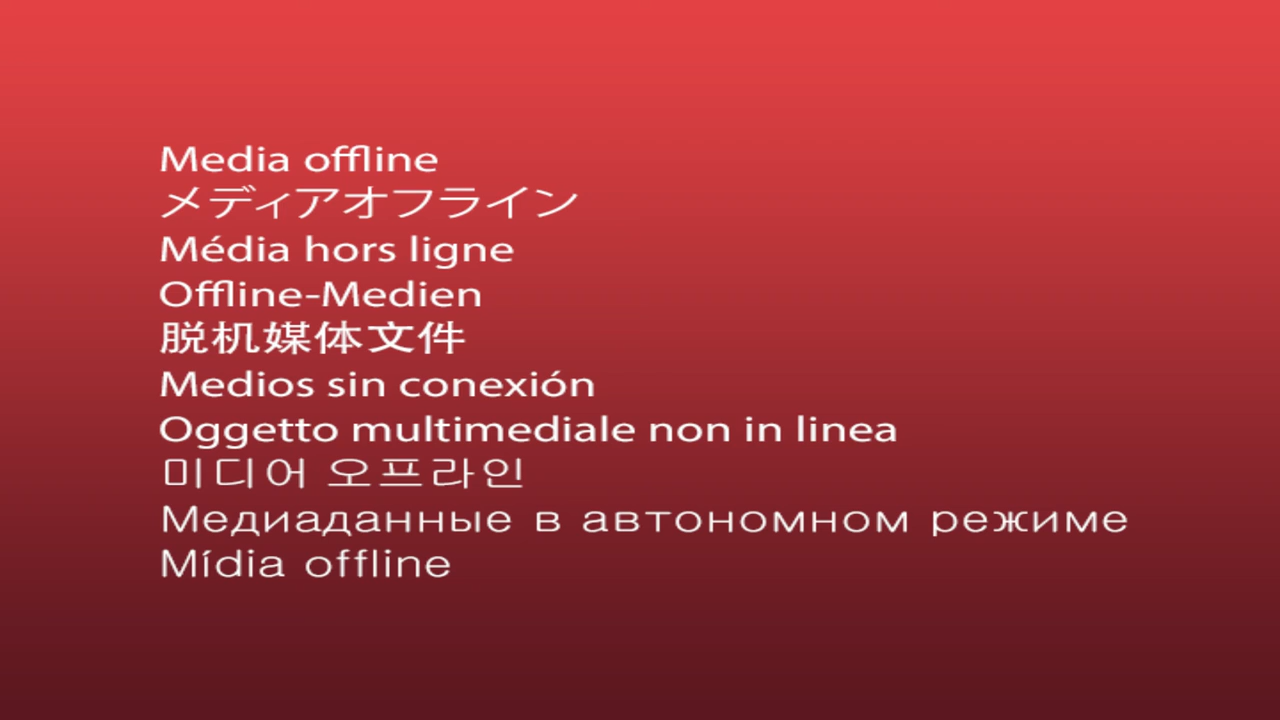 Media offline
メディアオフライン
Média hors ligne
Offline-Medien
脱机媒体文件
Medios sin conexión
Oggetto multimediale non in linea
미디어 오프라인
Медиаданные в автономном режиме
Mídia offline